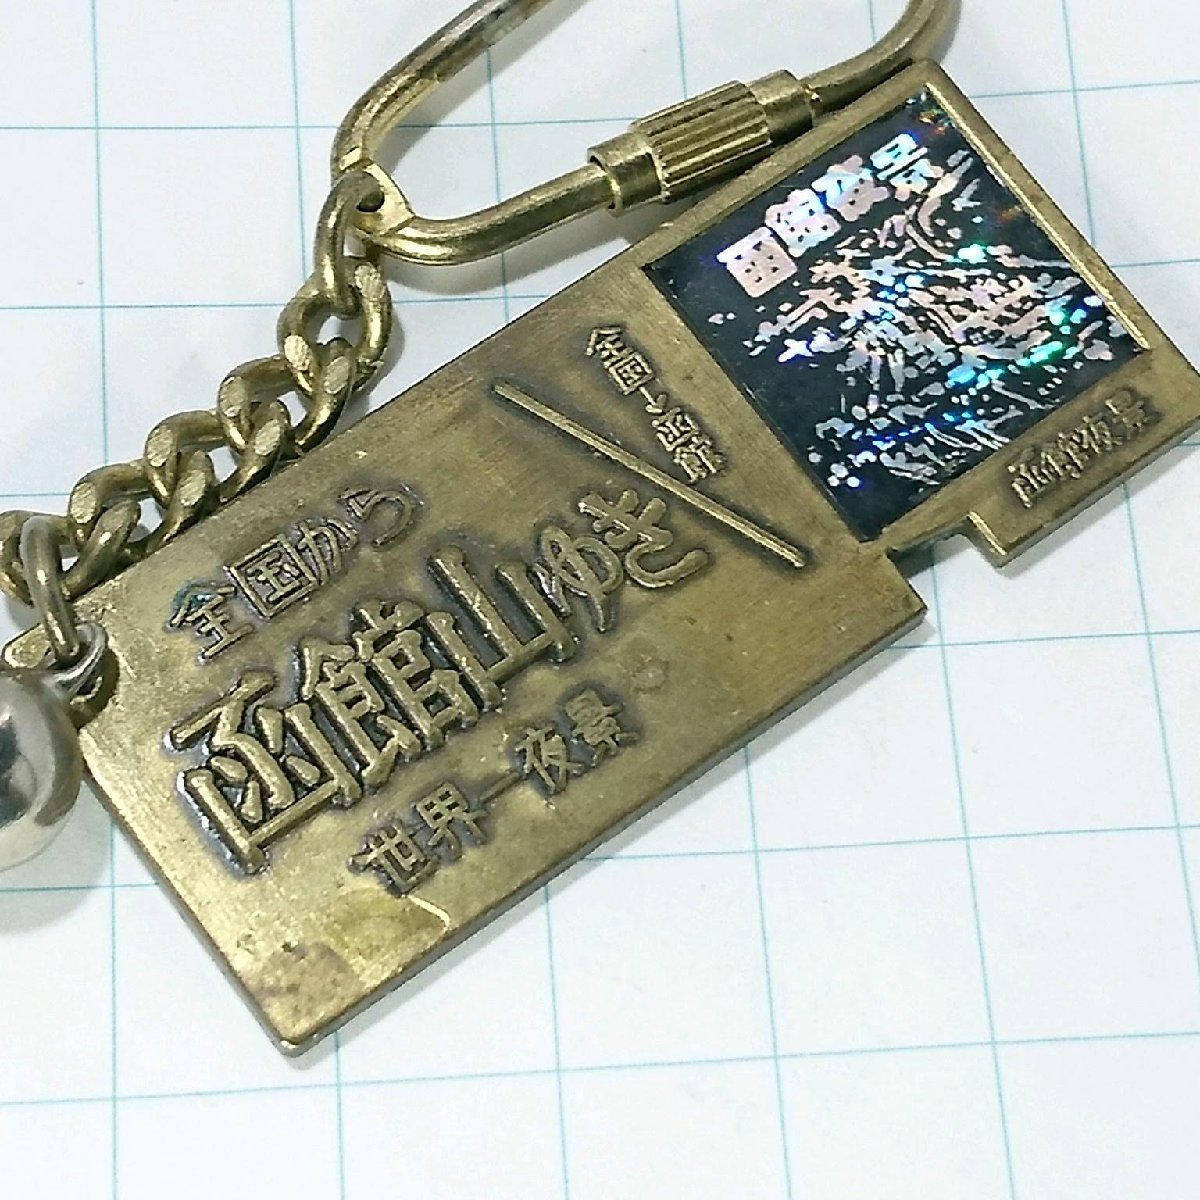 全国から
函館山ゆき
世界一夜景
全国→函館
函館夜景
函館夜景